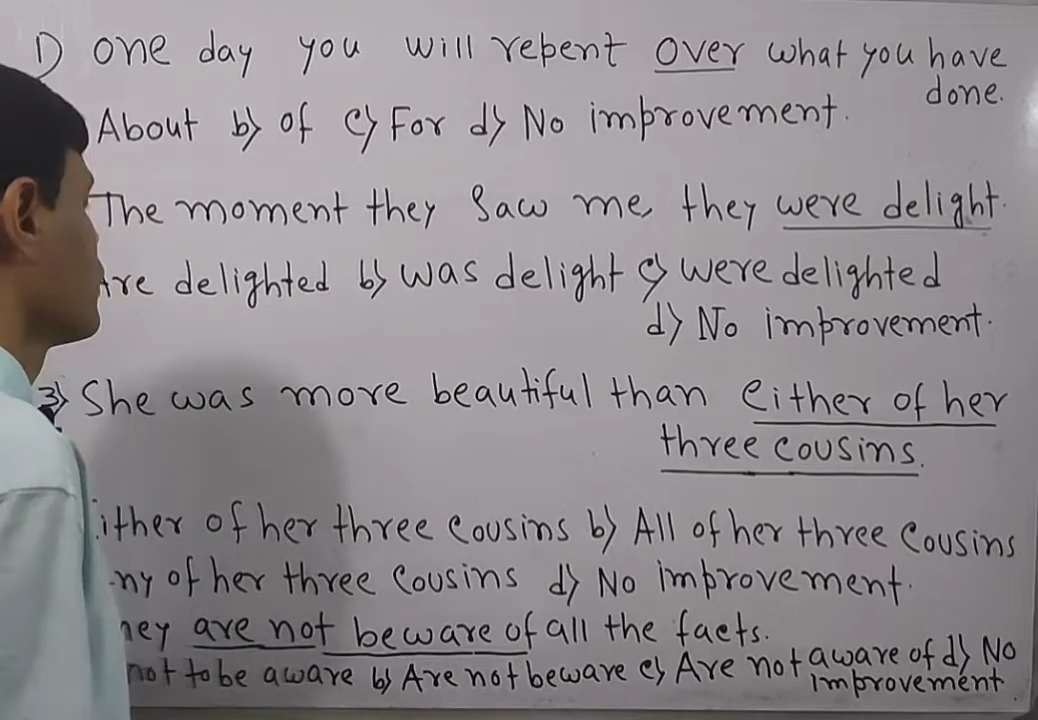 1) one day you will repent over what you have
done.
About b) of c) For d) No improvement.
The moment they saw me, they were delight.
Are delighted b) was delight c) were delighted
d) No improvement.
3) She was more beautiful than either of her
three cousins.
ither of her three cousins b) All of her three cousins
ny of her three cousins d) No improvement.
hey are not beware of all the facts.
not to be aware b) Are not beware c) Are not aware of d) No
improvement.